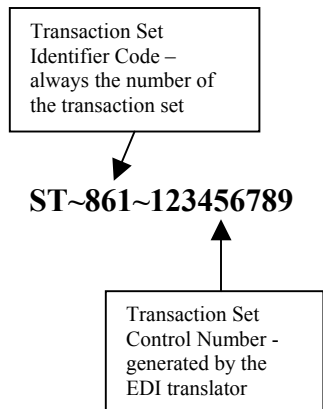 Transaction Set
Identifier Code –
always the number of
the transaction set
ST~861~123456789
Transaction Set
Control Number -
generated by the
EDI translator